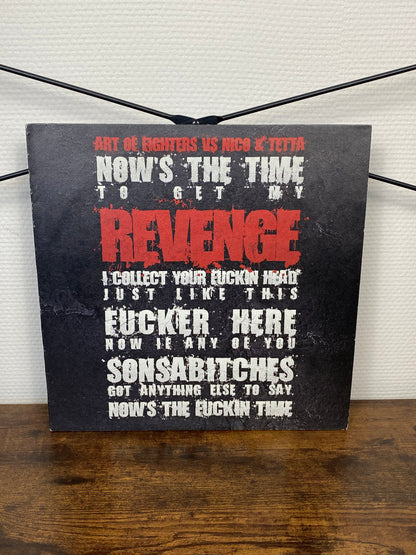 ART OF FIGHTERS VS NICO & TETTA
NOW'S THE TIME
TO GET MY
REVENGE
I COLLECT YOUR FUCKIN HEAD
JUST LIKE THIS
FUCKER HERE
NOW IF ANY OF YOU
SONSABITCHES
GOT ANYTHING ELSE TO SAY.
NOW'S THE FUCKIN TIME